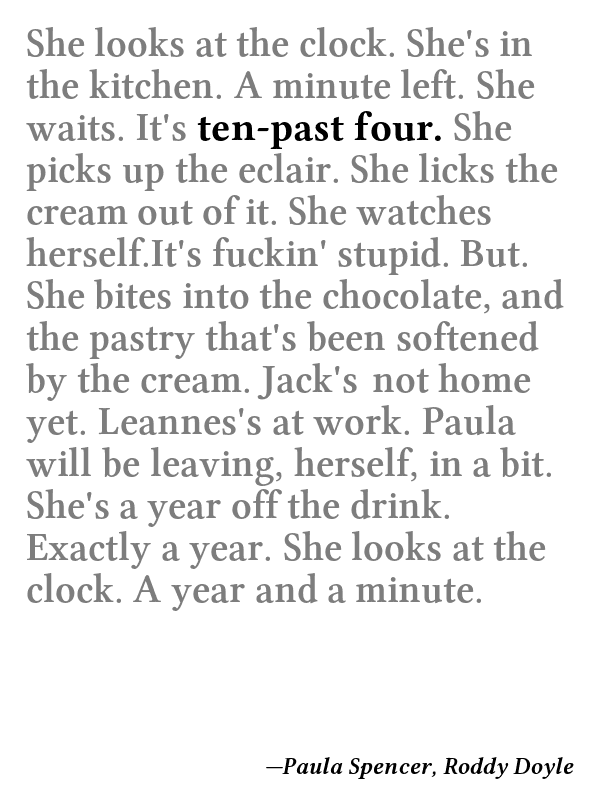 She looks at the clock. She's in
the kitchen. A minute left. She
waits. It's ten-past four. She
picks up the eclair. She licks the
cream out of it. She watches
herself.It's fuckin' stupid. But.
She bites into the chocolate, and
the pastry that's been softened
by the cream. Jack's not home
yet. Leannes's at work. Paula
will be leaving, herself, in a bit.
She's a year off the drink.
Exactly a year. She looks at the
clock. A year and a minute.
—Paula Spencer, Roddy Doyle